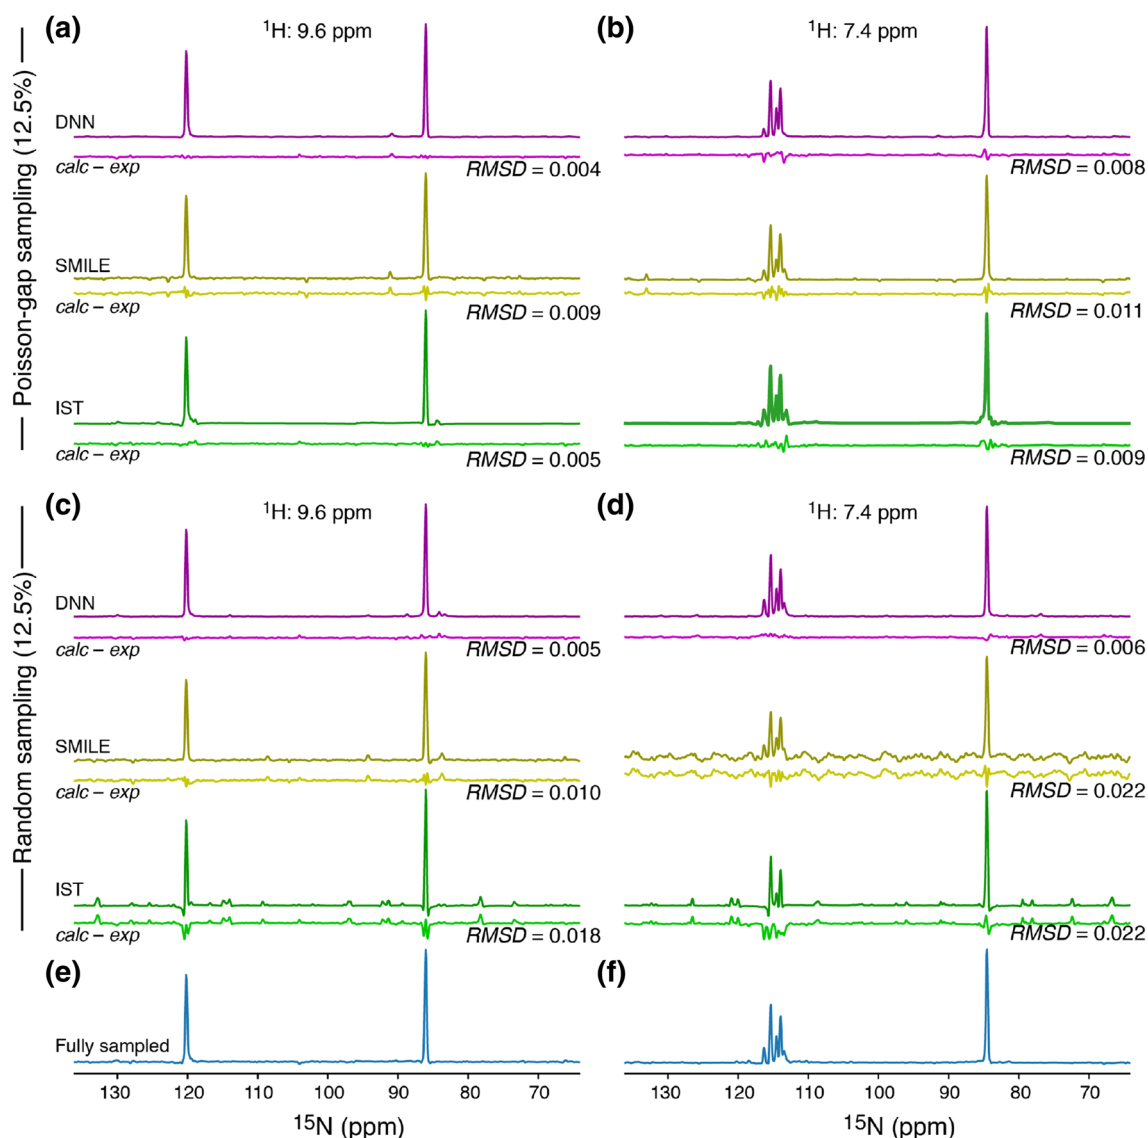 (a)
¹H: 9.6 ppm
(b)
¹H: 7.4 ppm
Poisson-gap sampling (12.5%)
DNN
calc – exp
RMSD = 0.004
RMSD = 0.008
SMILE
calc – exp
RMSD = 0.009
RMSD = 0.011
IST
calc – exp
RMSD = 0.005
RMSD = 0.009
(c)
¹H: 9.6 ppm
(d)
¹H: 7.4 ppm
Random sampling (12.5%)
DNN
calc – exp
RMSD = 0.005
RMSD = 0.006
SMILE
calc – exp
RMSD = 0.010
RMSD = 0.022
IST
calc – exp
RMSD = 0.018
RMSD = 0.022
(e)
(f)
Fully sampled
130 120 110 100 90 80 70
130 120 110 100 90 80 70
¹⁵N (ppm)
¹⁵N (ppm)